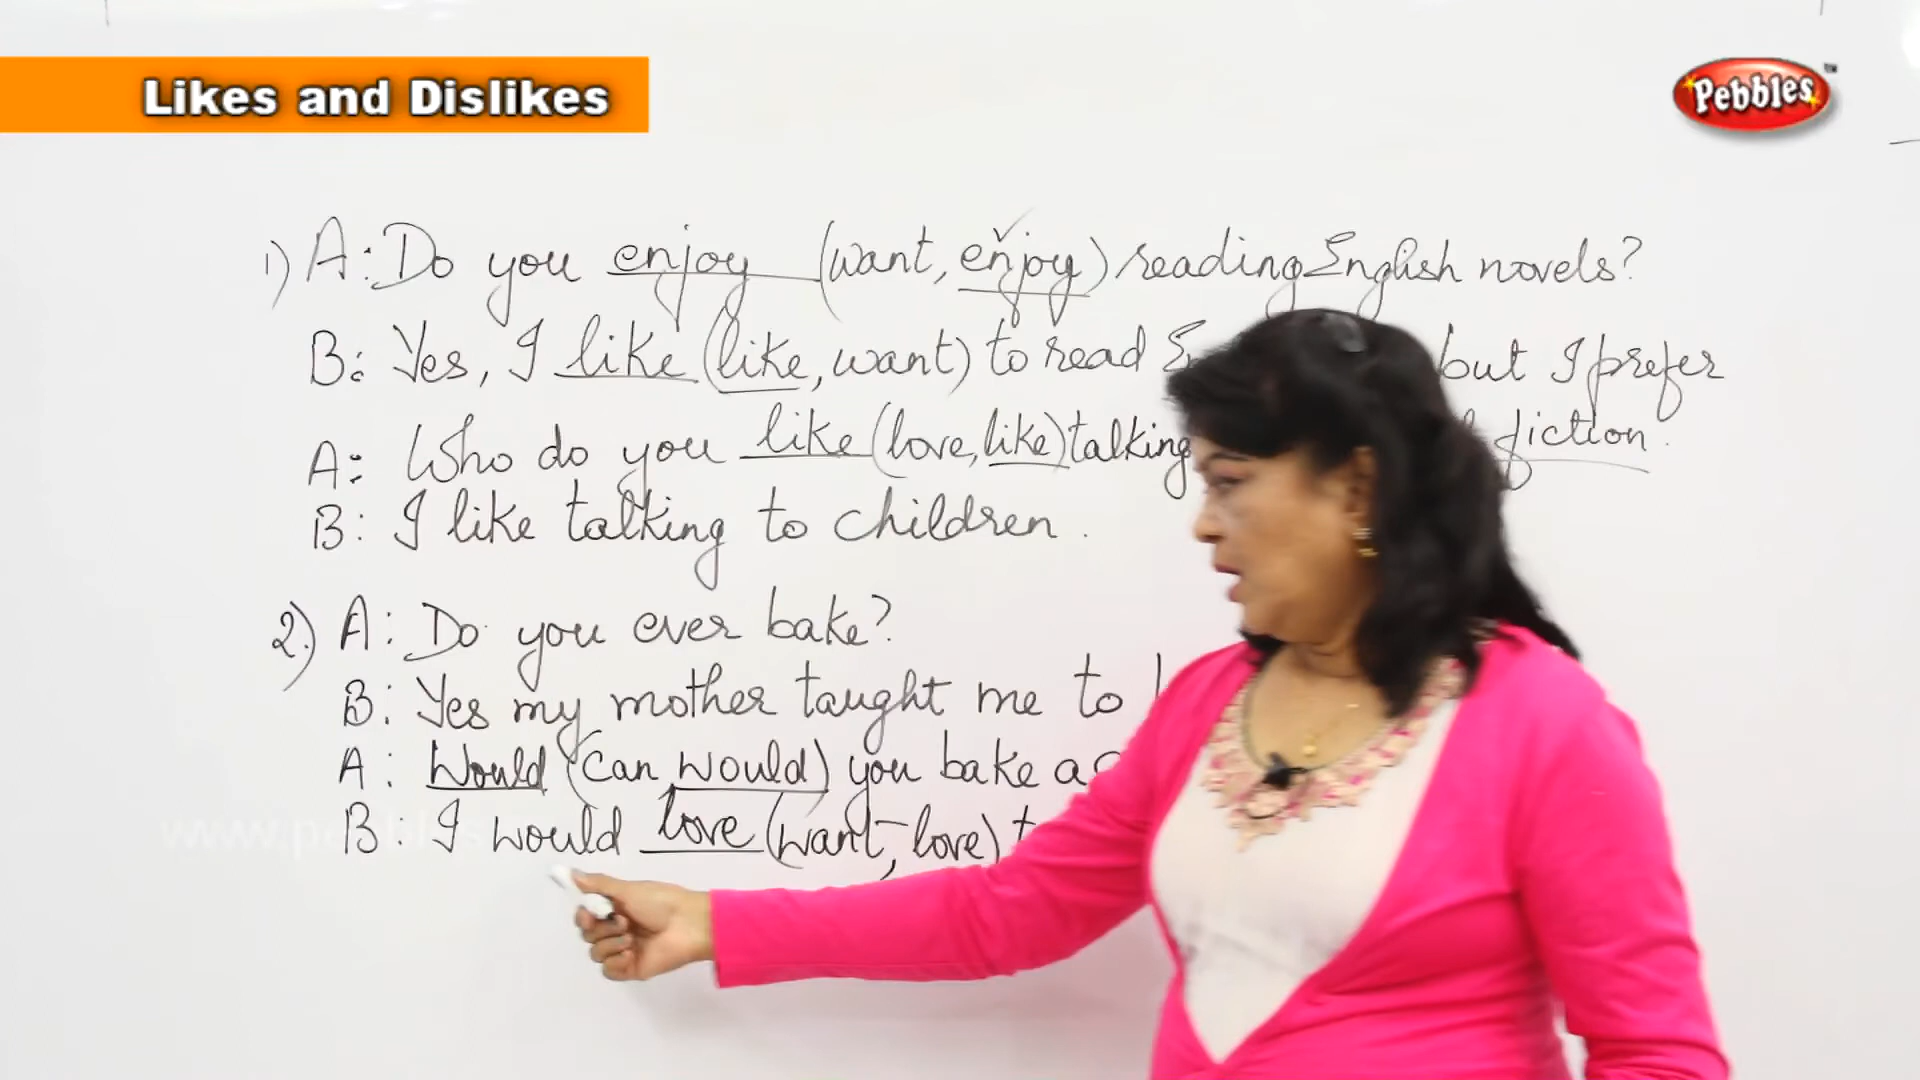 Likes and Dislikes
Pebbles™
1) A: Do you enjoy (want, enjoy) reading English novels?
B: Yes, I like (like, want) to read but I prefer
fiction.
A: Who do you like (love, like) talking
B: I like talking to children.
2.) A: Do you ever bake?
B: Yes my mother taught me to
A: Would (can would) you bake a
B: I would love (want, love)